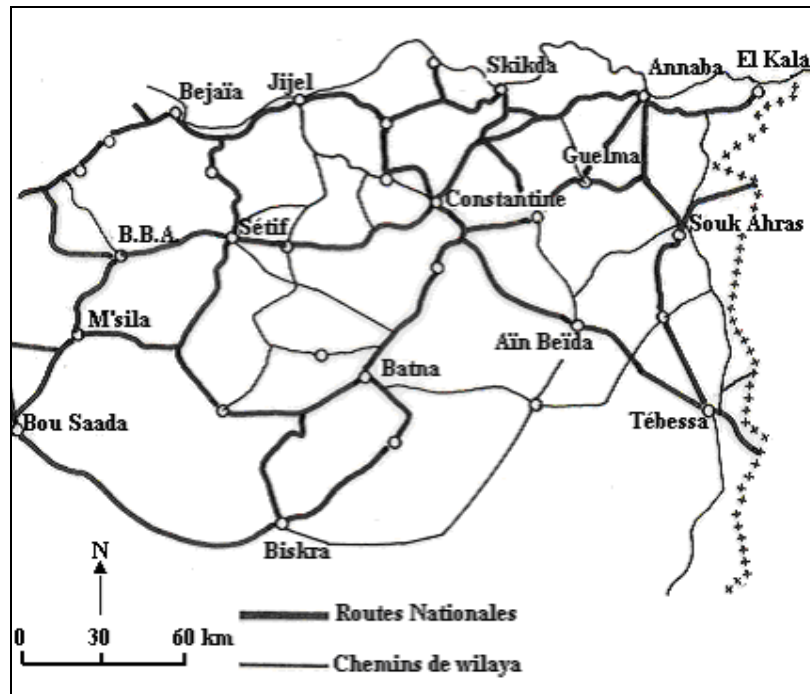 El Kala
Skikda
Annaba
Jijel
Bejaïa
Guelma
Constantine
Sétif
Souk Ahras
B.B.A.
M'sila
Aïn Beïda
Batna
Tébessa
Bou Saada
Biskra
N
Routes Nationales
0 30 60 km
Chemins de wilaya